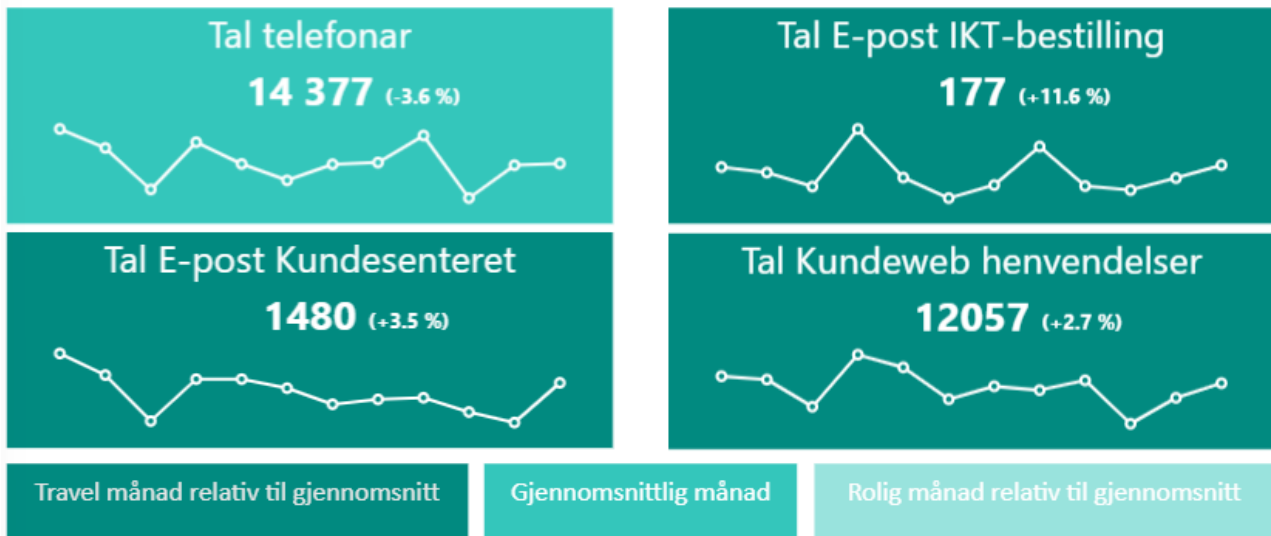 Tal telefonar
14 377 (-3.6 %)
Tal E-post IKT-bestilling
177 (+11.6 %)
Tal E-post Kundesenteret
1480 (+3.5 %)
Tal Kundeweb henvendelser
12057 (+2.7 %)
Travel månad relativ til gjennomsnitt
Gjennomsnittlig månad
Rolig månad relativ til gjennomsnitt